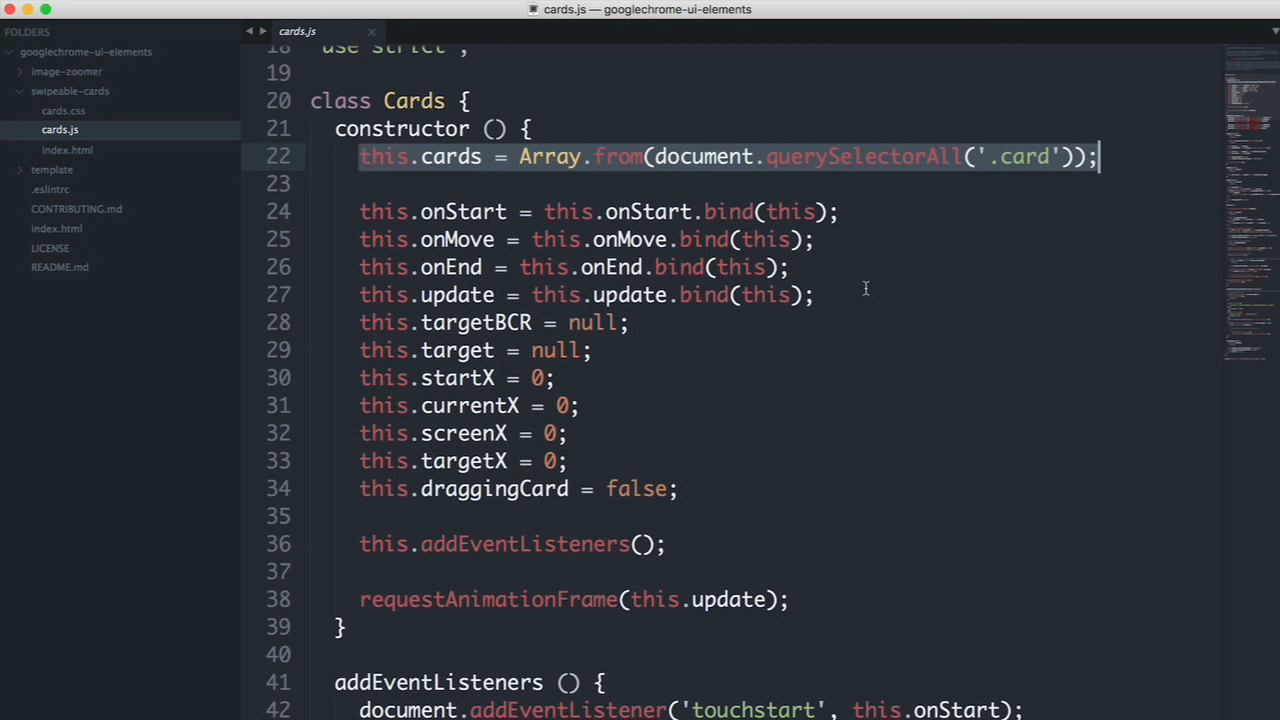 cards.js — googlechrome-ui-elements
FOLDERS
googlechrome-ui-elements
image-zoomer
swipeable-cards
cards.css
cards.js
index.html
template
.eslintrc
CONTRIBUTING.md
index.html
LICENSE
README.md
cards.js
18 'use strict';
19
20 class Cards {
21 constructor () {
22 this.cards = Array.from(document.querySelectorAll('.card'));
23
24 this.onStart = this.onStart.bind(this);
25 this.onMove = this.onMove.bind(this);
26 this.onEnd = this.onEnd.bind(this);
27 this.update = this.update.bind(this);
28 this.targetBCR = null;
29 this.target = null;
30 this.startX = 0;
31 this.currentX = 0;
32 this.screenX = 0;
33 this.targetX = 0;
34 this.draggingCard = false;
35
36 this.addEventListeners();
37
38 requestAnimationFrame(this.update);
39 }
40
41 addEventListeners () {
42 document.addEventListener('touchstart', this.onStart);